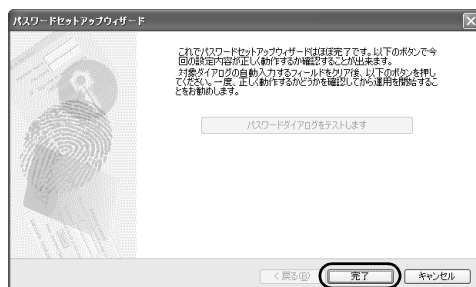 パスワードセットアップウィザード
これでパスワードセットアップウィザードはほぼ完了です。以下のボタンで今
回の設定内容が正しく動作するか確認することが出来ます。
対象ダイアログの自動入力するフィールドをクリア後、以下のボタンを押し
てください。一度、正しく動作するかどうかを確認してから運用を開始するこ
とをお勧めします。
パスワードダイアログをテストします
< 戻る(B)
完了
キャンセル